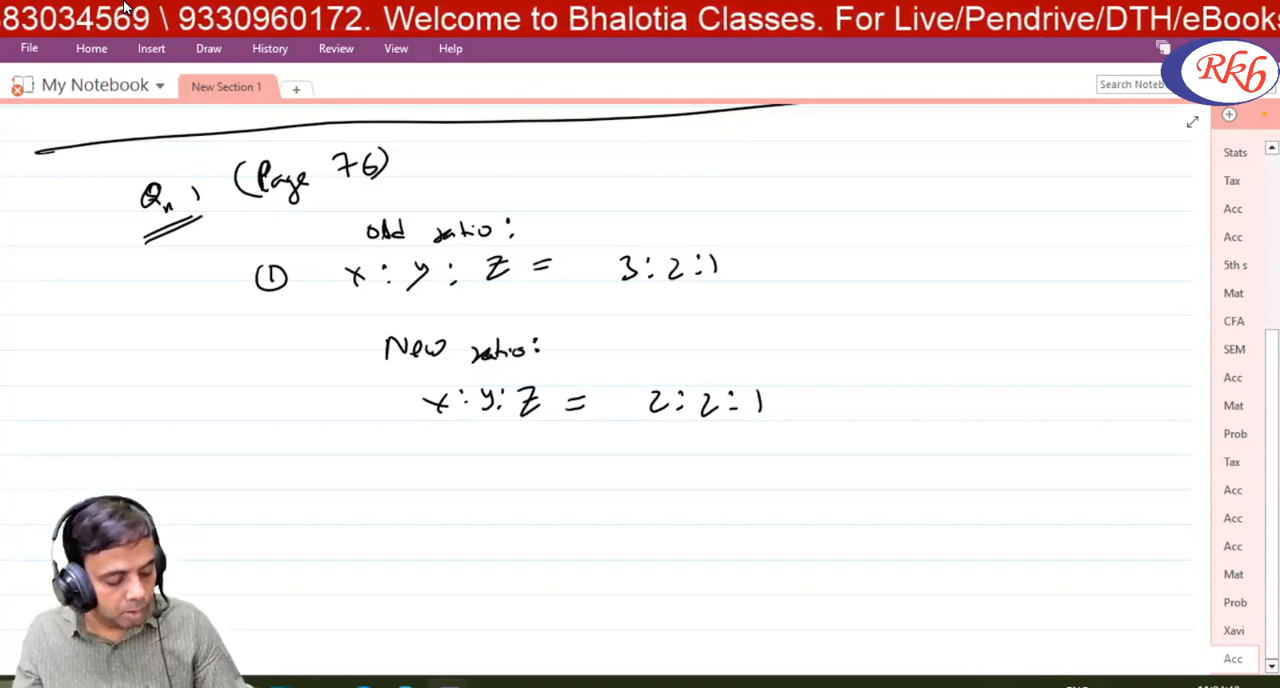 83034569 \ 9330960172. Welcome to Bhalotia Classes. For Live/Pendrive/DTH/eBooks
File Home Insert Draw History Review View Help
Rkb
My Notebook New Section 1 + Search Noteb
Qn 1 (Page 76)
Old ratio:
① x : y : z = 3 : 2 : 1
New ratio:
x : y : z = 2 : 2 : 1
Stats
Tax
Acc
Acc
5th s
Mat
CFA
SEM
Acc
Mat
Prob
Tax
Acc
Acc
Acc
Mat
Prob
Xavi
Acc